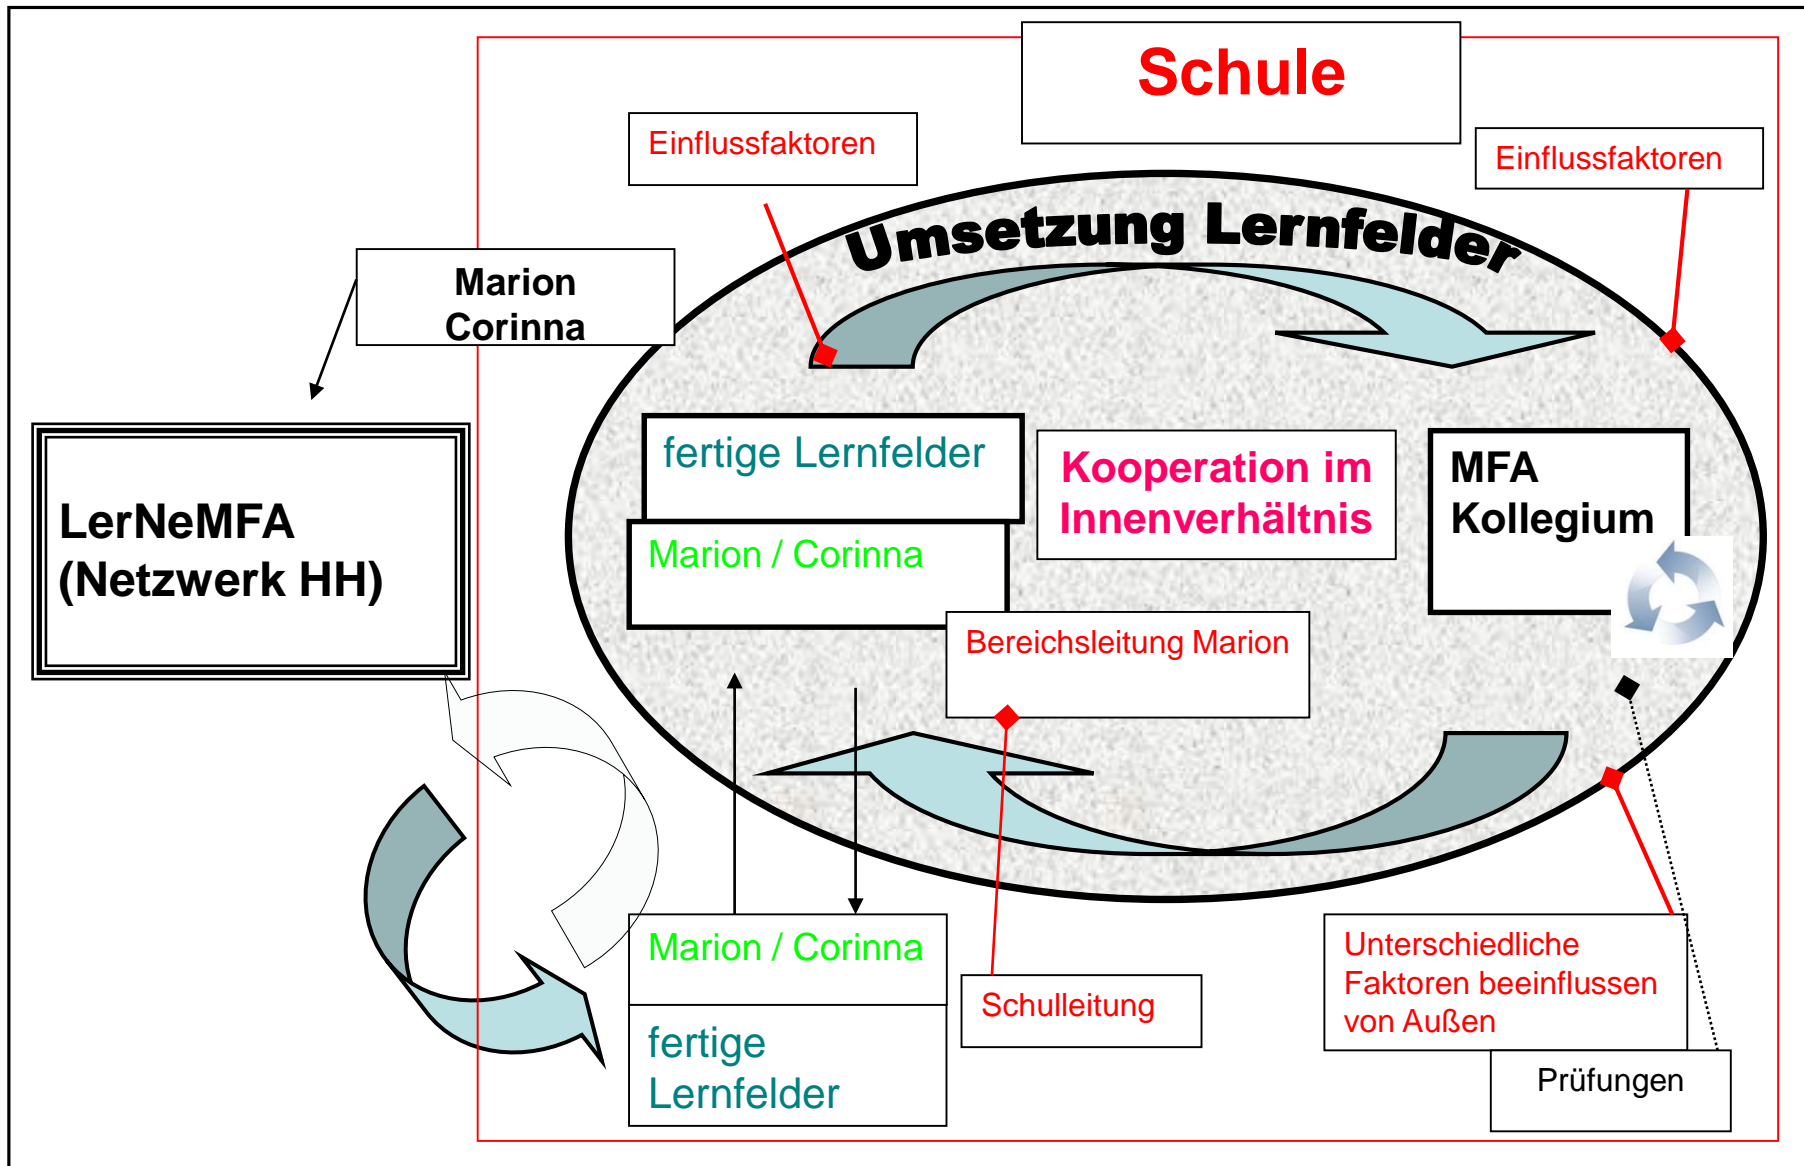 Schule
Einflussfaktoren
Einflussfaktoren
Umsetzung Lernfelder
Marion
Corinna
fertige Lernfelder
Marion / Corinna
Kooperation im
Innenverhältnis
MFA
Kollegium
LerNeMFA
(Netzwerk HH)
Bereichsleitung Marion
Marion / Corinna
fertige
Lernfelder
Schulleitung
Unterschiedliche
Faktoren beeinflussen
von Außen
Prüfungen